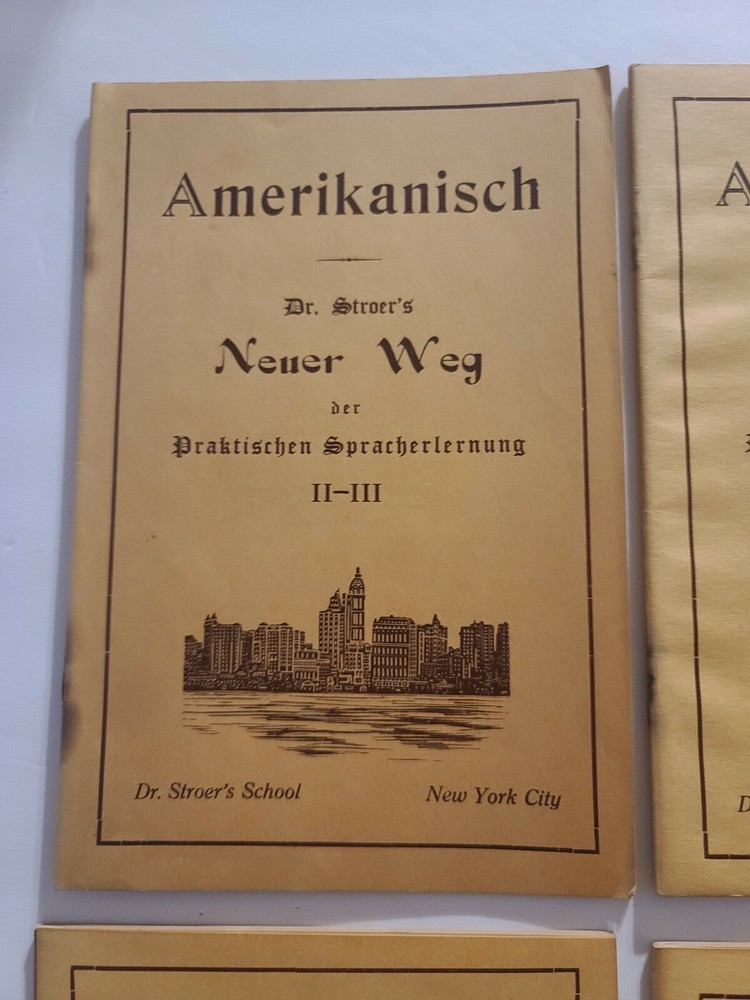 Amerikanisch
Dr. Stroer's
Neuer Weg
der
Praktischen Spracherlernung
II-III
Dr. Stroer's School
New York City
A
D